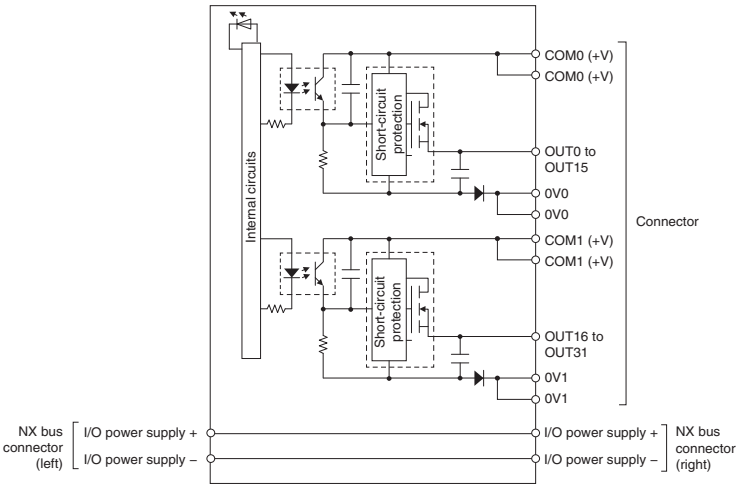 COM0 (+V)
COM0 (+V)
Internal circuits
Short-circuit
protection
OUT0 to
OUT15
0V0
0V0
Connector
COM1 (+V)
COM1 (+V)
Short-circuit
protection
OUT16 to
OUT31
0V1
0V1
NX bus
connector
(left)
I/O power supply +
I/O power supply –
I/O power supply +
I/O power supply –
NX bus
connector
(right)